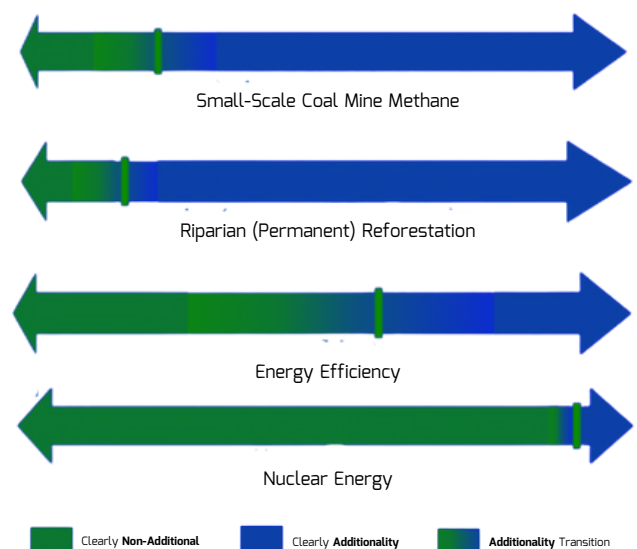 Small-Scale Coal Mine Methane
Riparian (Permanent) Reforestation
Energy Efficiency
Nuclear Energy
Clearly Non-Additional Clearly Additionality Additionality Transition